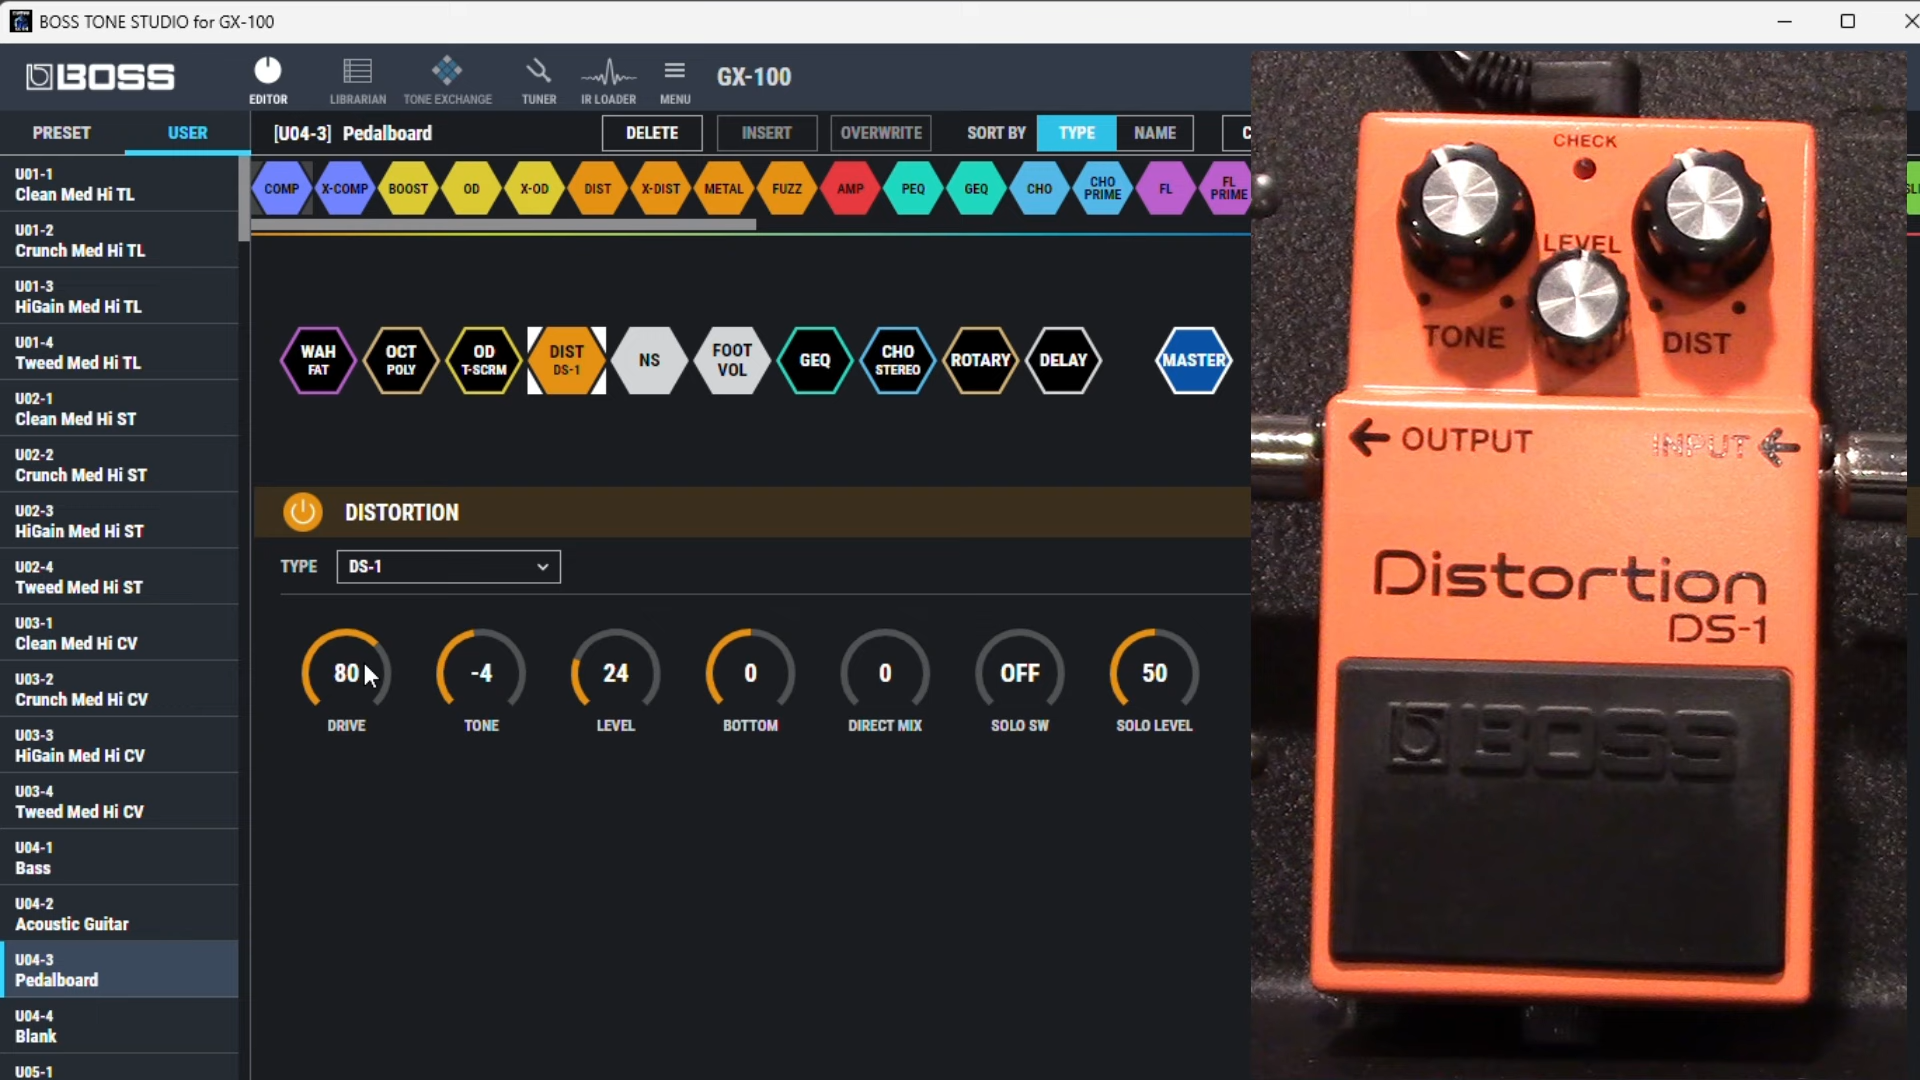 BOSS TONE STUDIO for GX-100
BOSS
EDITOR
LIBRARIAN
TONE EXCHANGE
TUNER
IR LOADER
MENU
GX-100
PRESET
USER
[U04-3] Pedalboard
DELETE
INSERT
OVERWRITE
SORT BY
TYPE
NAME
COMP
X-COMP
BOOST
OD
X-OD
DIST
X-DIST
METAL
FUZZ
AMP
PEQ
GEQ
CHO
CHO
PRIME
FL
FL
PRIME
U01-1
Clean Med Hi TL
U01-2
Crunch Med Hi TL
U01-3
HiGain Med Hi TL
U01-4
Tweed Med Hi TL
U02-1
Clean Med Hi ST
U02-2
Crunch Med Hi ST
U02-3
HiGain Med Hi ST
U02-4
Tweed Med Hi ST
U03-1
Clean Med Hi CV
U03-2
Crunch Med Hi CV
U03-3
HiGain Med Hi CV
U03-4
Tweed Med Hi CV
U04-1
Bass
U04-2
Acoustic Guitar
U04-3
Pedalboard
U04-4
Blank
U05-1
WAH
FAT
OCT
POLY
OD
T-SCRM
DIST
DS-1
NS
FOOT
VOL
GEQ
CHO
STEREO
ROTARY
DELAY
MASTER
DISTORTION
TYPE
DS-1
80
-4
24
0
0
OFF
50
DRIVE
TONE
LEVEL
BOTTOM
DIRECT MIX
SOLO SW
SOLO LEVEL
CHECK
LEVEL
TONE
DIST
OUTPUT
INPUT
Distortion
DS-1
BOSS